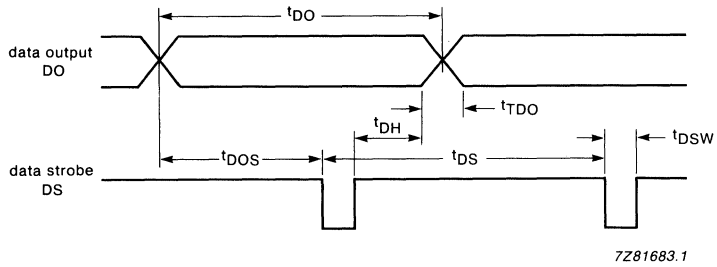 tDO
data output
DO
tTDO
tDH
tDSW
tDOS
tDS
data strobe
DS
7Z81683.1